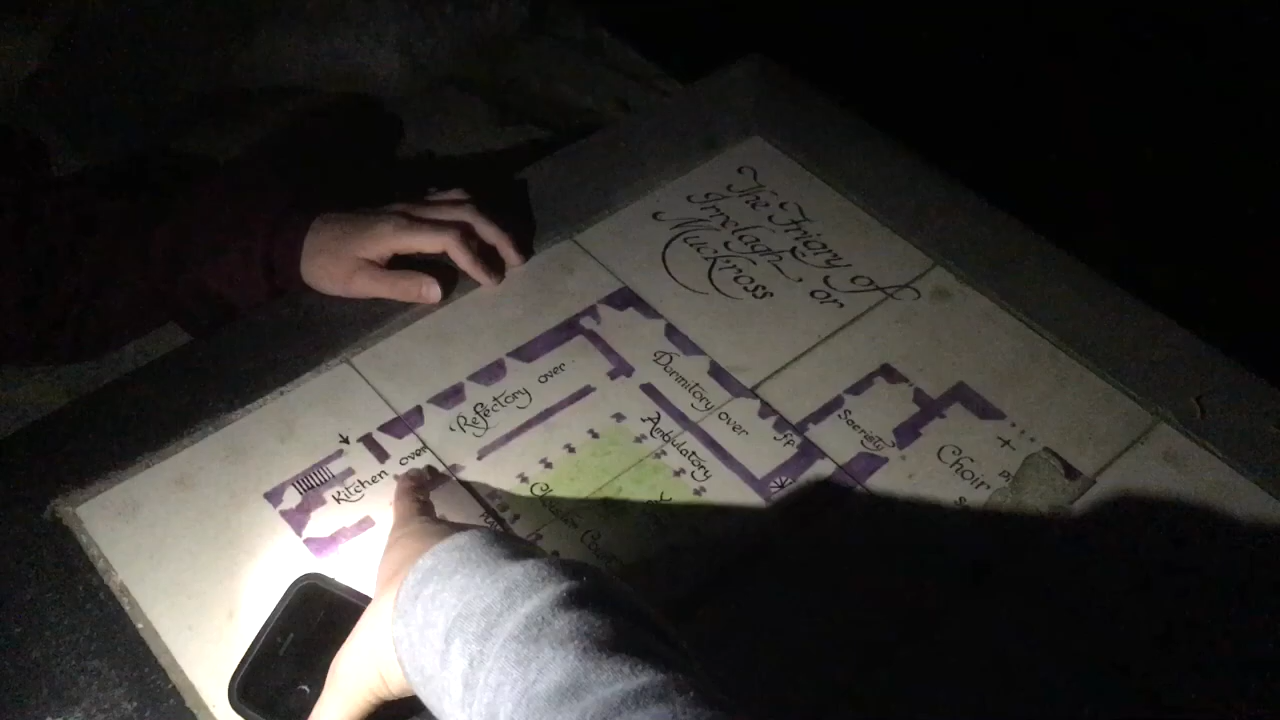 The Friary of
Irrelagh or
Muckross
Dormitory over
Refectory over
Sacristy
Ambulatory
Choir
Kitchen over